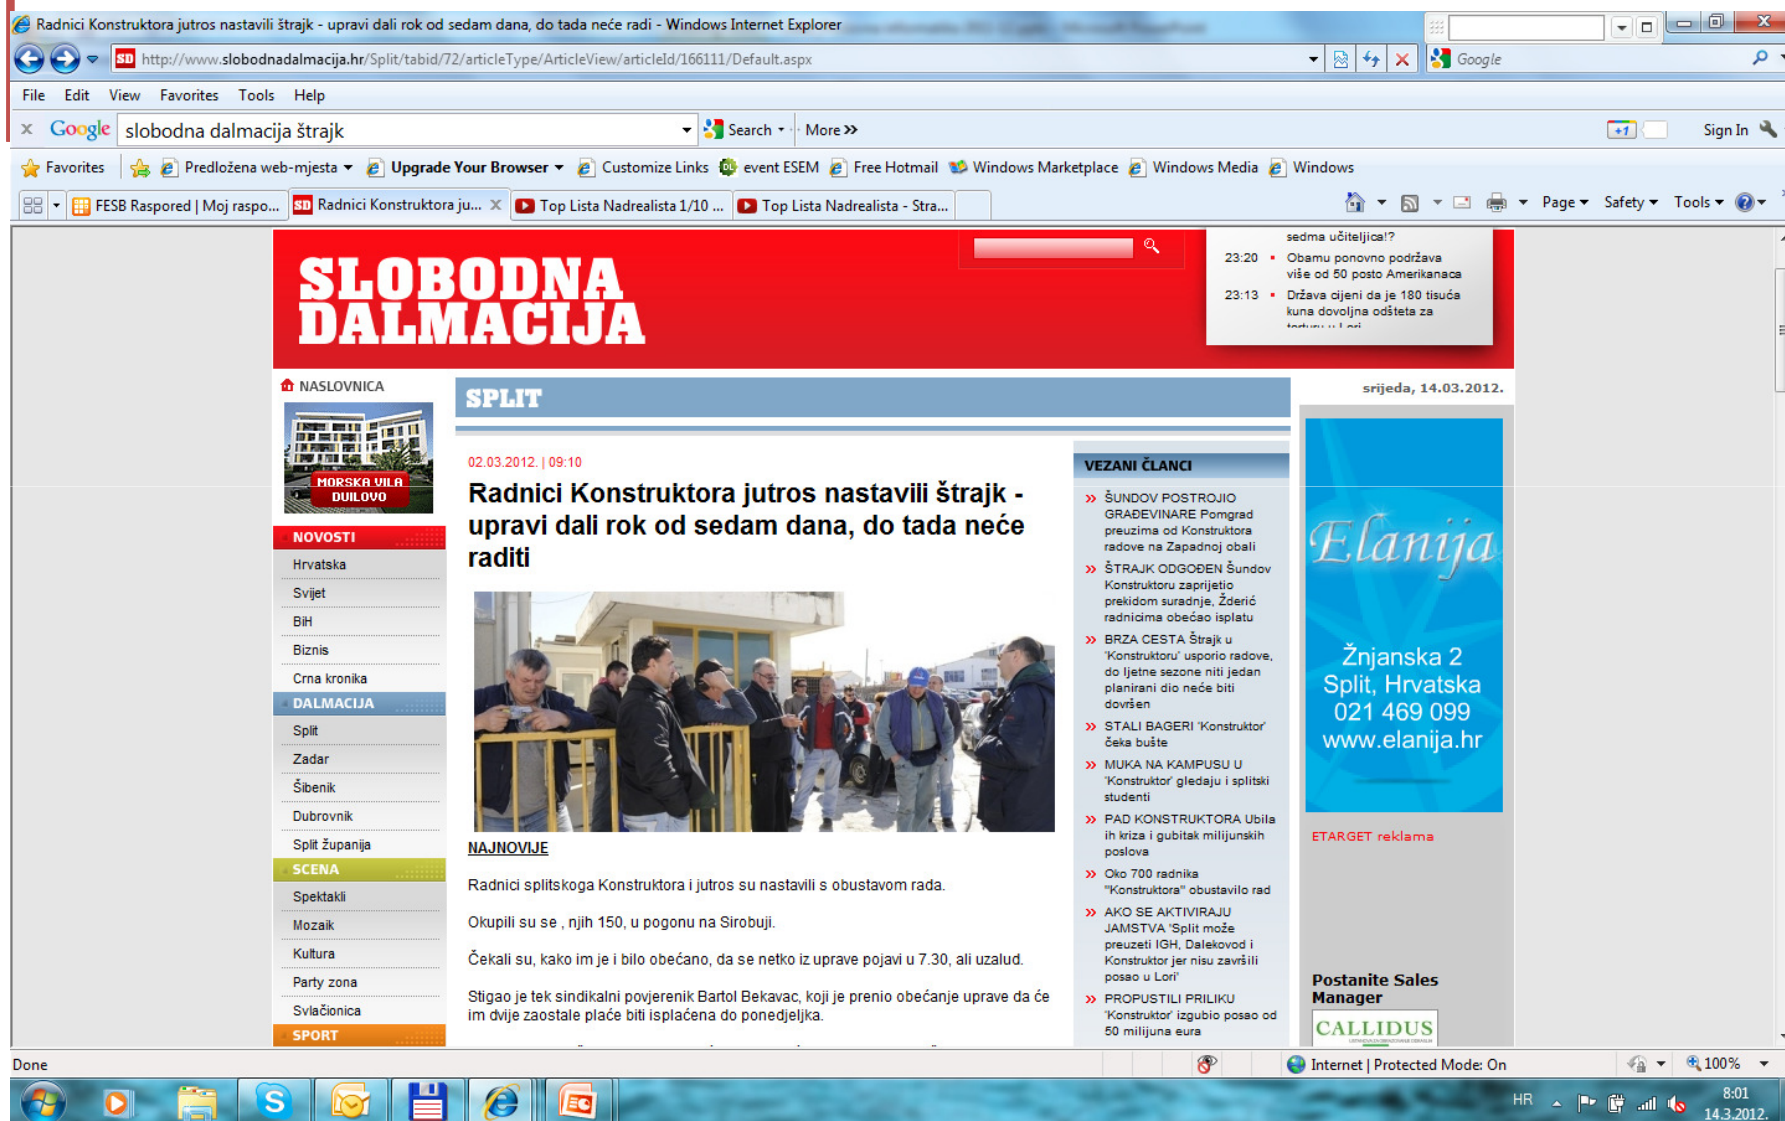 Radnici Konstruktora jutros nastavili štrajk - upravi dali rok od sedam dana, do tada neće radi - Windows Internet Explorer
http://www.slobodnadalmacija.hr/Split/tabid/72/articleType/ArticleView/articleId/166111/Default.aspx
Google
File Edit View Favorites Tools Help
x Google slobodna dalmacija štrajk Search More >> +1 Sign In
Favorites Predložena web-mjesta Upgrade Your Browser Customize Links event ESEM Free Hotmail Windows Marketplace Windows Media Windows
FESB Raspored | Moj raspo... SD Radnici Konstruktora ju... X Top Lista Nadrealista 1/10 ... Top Lista Nadrealista - Stra... Page Safety Tools
SLOBODNA
DALMACIJA
sedma učiteljica!?
23:20 Obamu ponovno podržava
više od 50 posto Amerikanaca
23:13 Država cijeni da je 180 tisuća
kuna dovoljna odšteta za
torturu u Lori
NASLOVNICA
MORSKA VILA
DUILOVO
NOVOSTI
Hrvatska
Svijet
BiH
Biznis
Crna kronika
DALMACIJA
Split
Zadar
Šibenik
Dubrovnik
Split županija
SCENA
Spektakli
Mozaik
Kultura
Party zona
Svlačionica
SPORT
SPLIT
02.03.2012. | 09:10
Radnici Konstruktora jutros nastavili štrajk -
upravi dali rok od sedam dana, do tada neće
raditi
NAJNOVIJE
Radnici splitskoga Konstruktora i jutros su nastavili s obustavom rada.
Okupili su se , njih 150, u pogonu na Sirobuji.
Čekali su, kako im je i bilo obećano, da se netko iz uprave pojavi u 7.30, ali uzalud.
Stigao je tek sindikalni povjerenik Bartol Bekavac, koji je prenio obećanje uprave da će
im dvije zaostale plaće biti isplaćena do ponedjeljka.
VEZANI ČLANCI
ŠUNDOV POSTROJIO
GRAĐEVINARE Pomgrad
preuzima od Konstruktora
radove na Zapadnoj obali
ŠTRAJK ODGOĐEN Šundov
Konstruktoru zaprijetio
prekidom suradnje, Žderić
radnicima obećao isplatu
BRZA CESTA Štrajk u
'Konstruktoru' usporio radove,
do ljetne sezone niti jedan
planirani dio neće biti
dovršen
STALI BAGERI 'Konstruktor'
čeka bušte
MUKA NA KAMPUSU U
'Konstruktor' gledaju i splitski
studenti
PAD KONSTRUKTORA Ubila
ih kriza i gubitak milijunskih
poslova
Oko 700 radnika
"Konstruktora" obustavilo rad
AKO SE AKTIVIRAJU
JAMSTVA 'Split može
preuzeti IGH, Dalekovod i
Konstruktor jer nisu završili
posao u Lori'
PROPUSTILI PRILIKU
'Konstruktor' izgubio posao od
50 milijuna eura
srijeda, 14.03.2012.
Elanija
Žnjanska 2
Split, Hrvatska
021 469 099
www.elanija.hr
ETARGET reklama
Postanite Sales
Manager
CALLIDUS
Done
Internet | Protected Mode: On
100%
HR
8:01
14.3.2012.